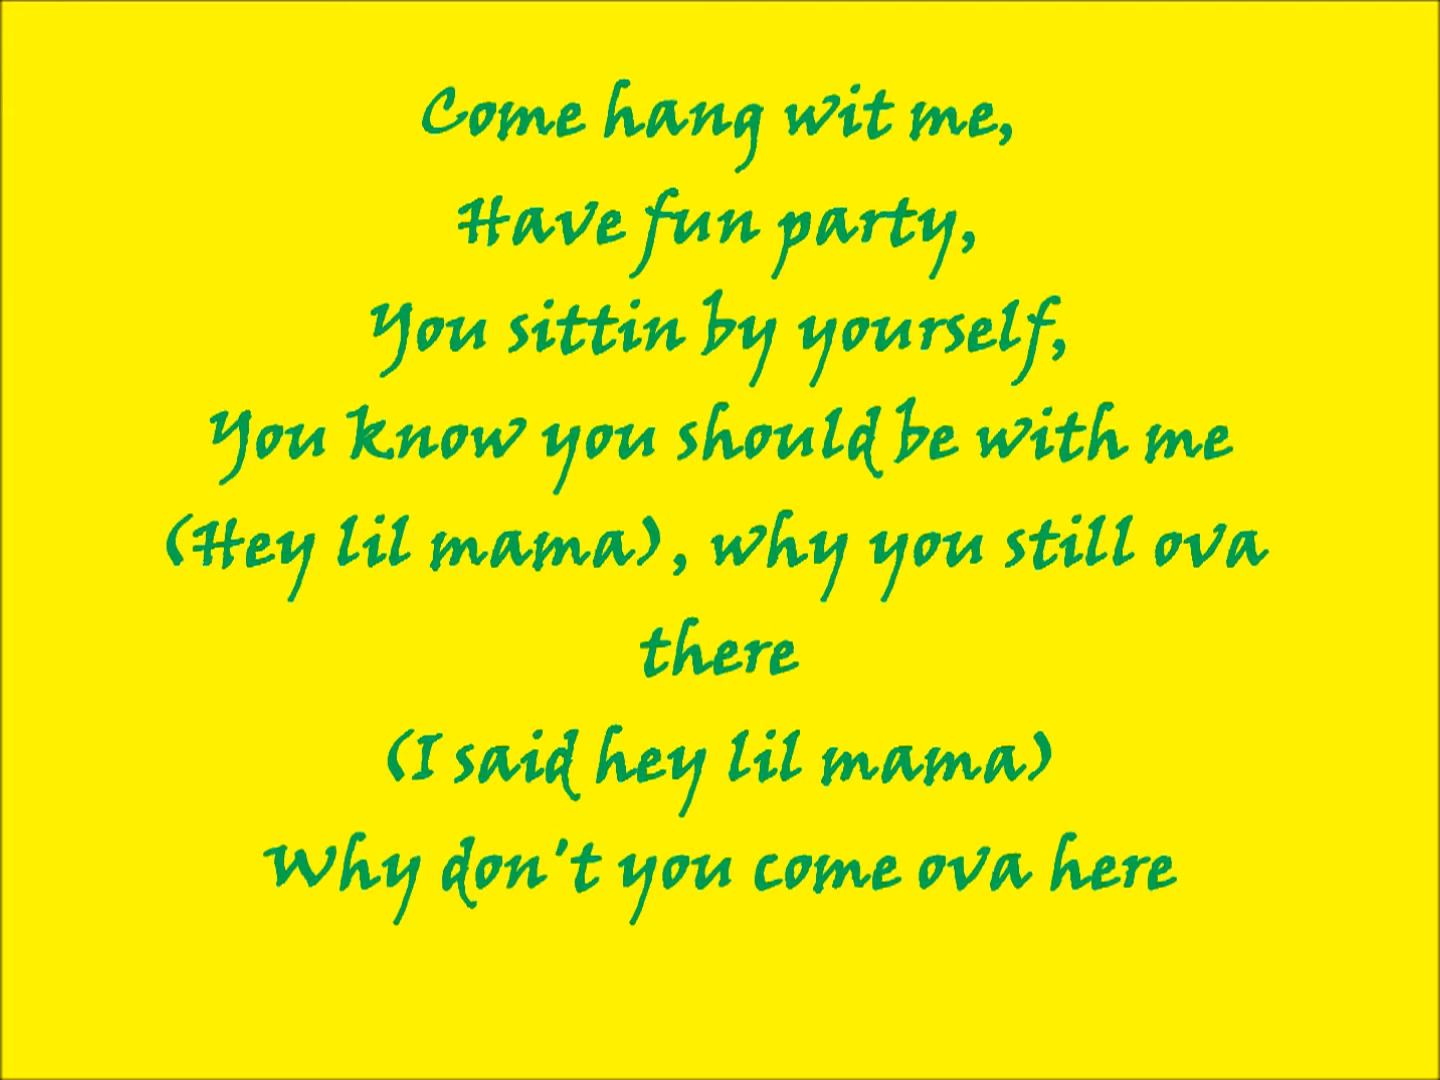 Come hang wit me,
Have fun party,
You sittin by yourself,
You know you should be with me
(Hey lil mama), why you still ova
there
(I said hey lil mama)
Why don't you come ova here